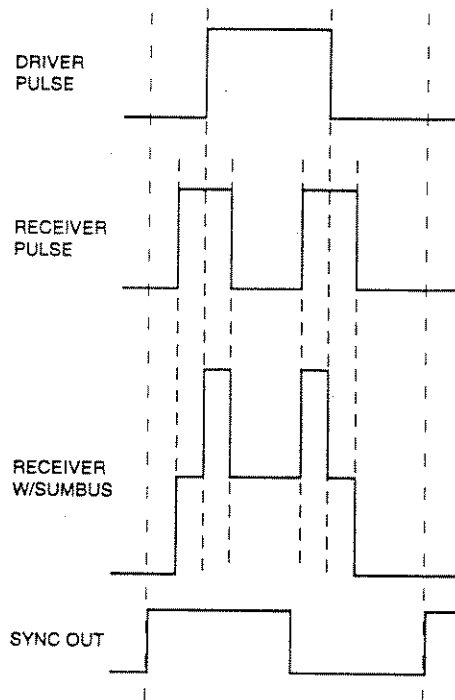 DRIVER
PULSE
RECEIVER
PULSE
RECEIVER
W/SUMBUS
SYNC OUT